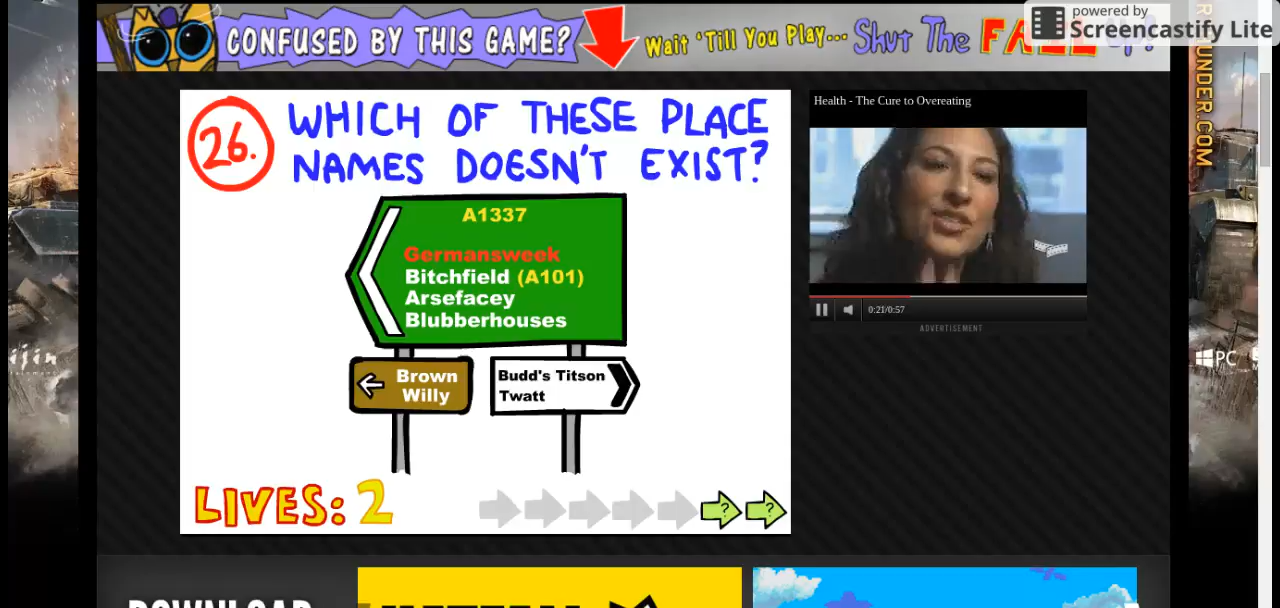 CONFUSED BY THIS GAME?
Wait 'Till You Play... Shut The
powered by
Screencastify Lite
UNDER.COM
26. WHICH OF THESE PLACE
NAMES DOESN'T EXIST?
A1337
Germansweek
Bitchfield (A101)
Arsefacey
Blubberhouses
Brown
Willy
Budd's Titson
Twatt
LIVES: 2
? ?
Health - The Cure to Overeating
0:21/0:57
ADVERTISEMENT
PC
DOWNLOAD